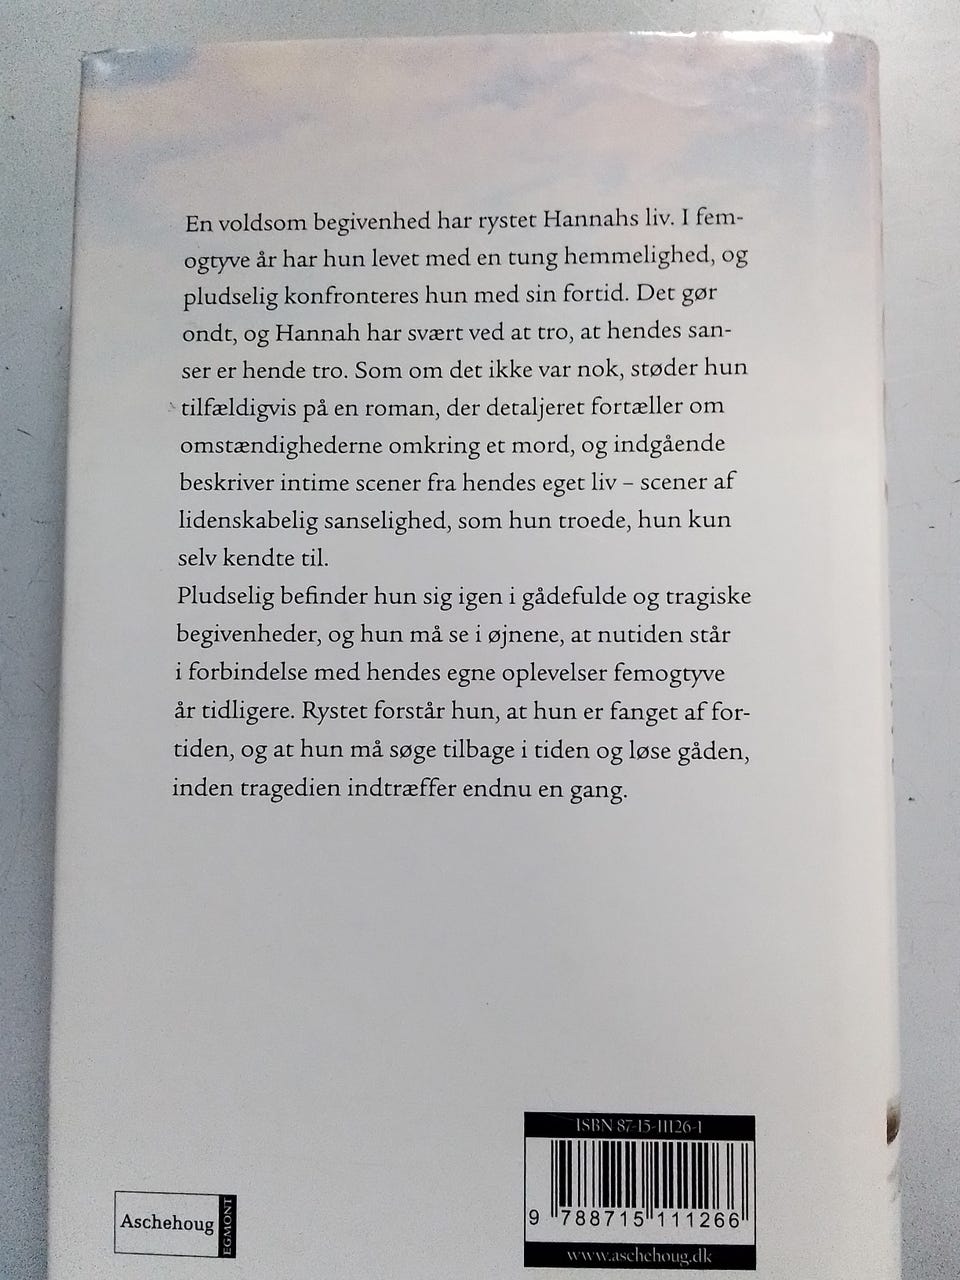 En voldsom begivenhed har rystet Hannahs liv. I fem-
ogtyve år har hun levet med en tung hemmelighed, og
pludselig konfronteres hun med sin fortid. Det gør
ondt, og Hannah har svært ved at tro, at hendes san-
ser er hende tro. Som om det ikke var nok, støder hun
tilfældigvis på en roman, der detaljeret fortæller om
omstændighederne omkring et mord, og indgående
beskriver intime scener fra hendes eget liv – scener af
lidenskabelig sanselighed, som hun troede, hun kun
selv kendte til.
Pludselig befinder hun sig igen i gådefulde og tragiske
begivenheder, og hun må se i øjnene, at nutiden står
i forbindelse med hendes egne oplevelser femogtyve
år tidligere. Rystet forstår hun, at hun er fanget af for-
tiden, og at hun må søge tilbage i tiden og løse gåden,
inden tragedien indtræffer endnu en gang.
ISBN 87-15-11126-1
9 788715 111266
www.aschehoug.dk
Aschehoug
EGMONT